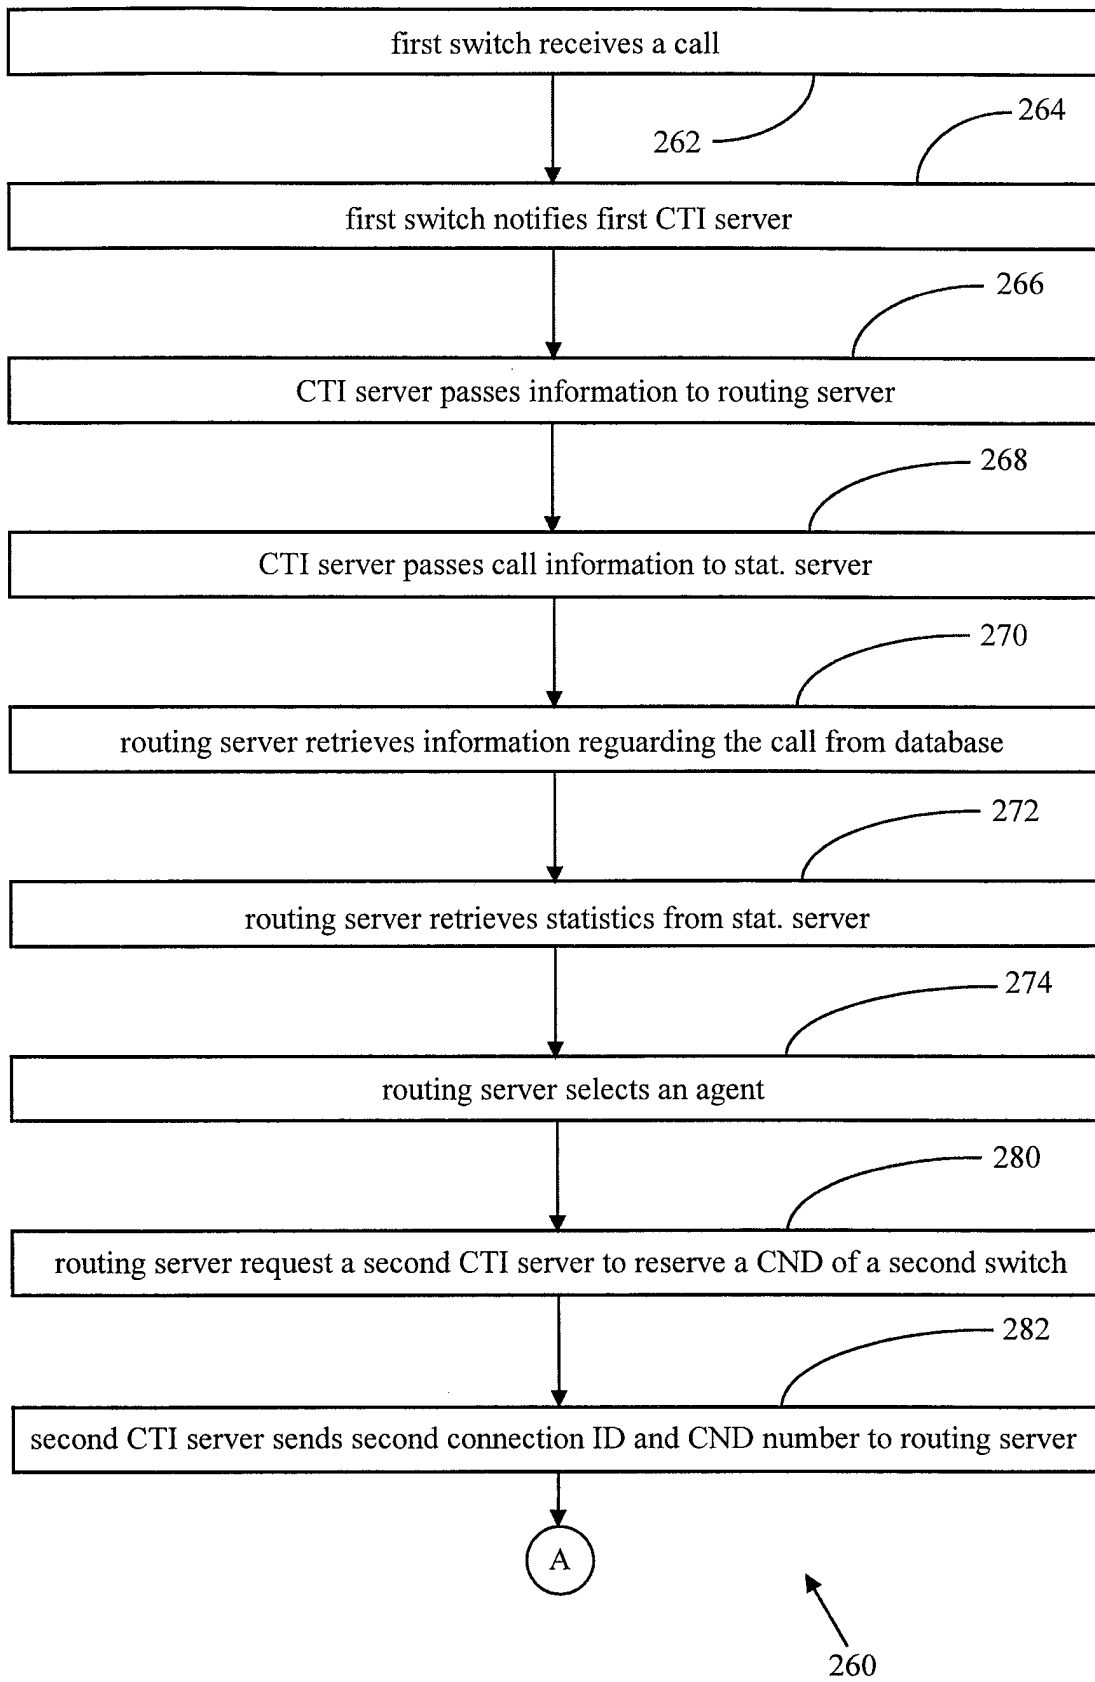 first switch receives a call
262
264
first switch notifies first CTI server
266
CTI server passes information to routing server
268
CTI server passes call information to stat. server
270
routing server retrieves information reguarding the call from database
272
routing server retrieves statistics from stat. server
274
routing server selects an agent
280
routing server request a second CTI server to reserve a CND of a second switch
282
second CTI server sends second connection ID and CND number to routing server
A
260